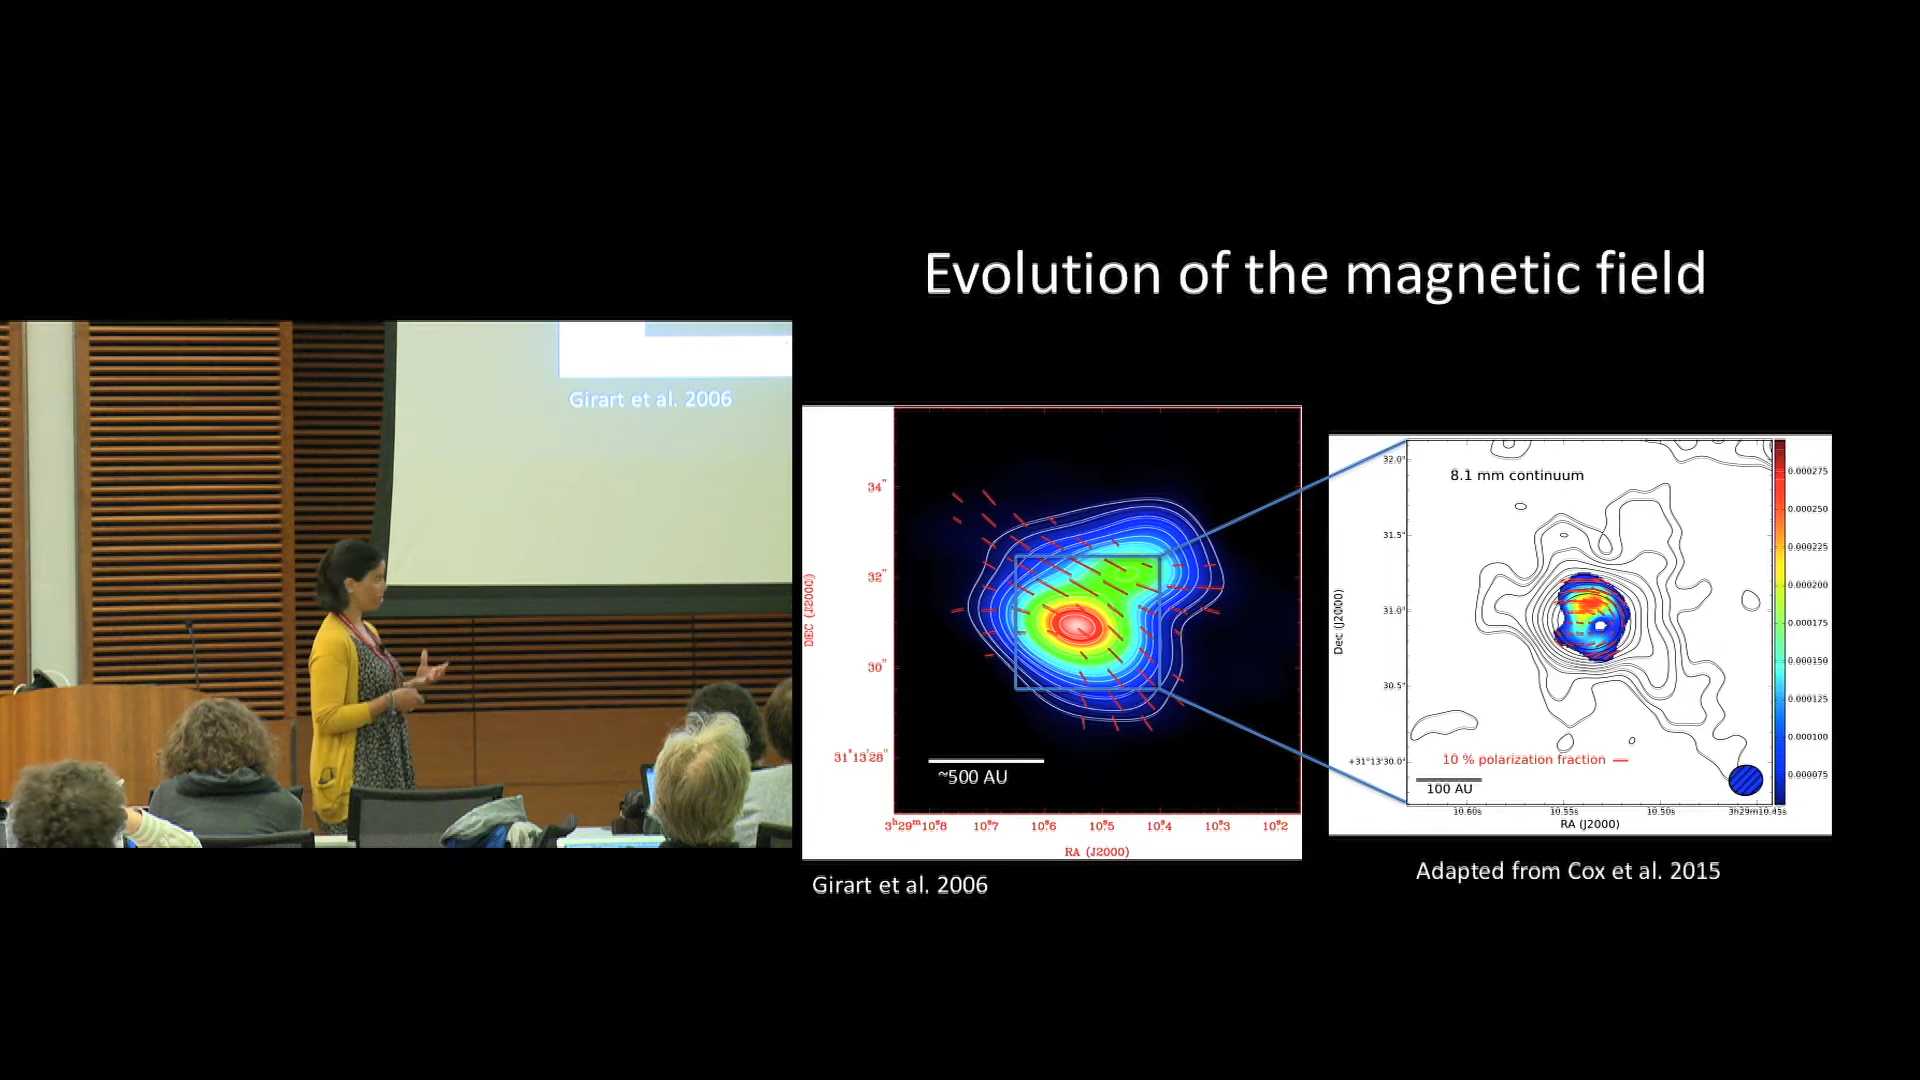 Evolution of the magnetic field
Girart et al. 2006
34"
32"
30"
31°13'28"
DEC (J2000)
~500 AU
3ʰ29ᵐ10ˢ8
10ˢ7
10ˢ6
10ˢ5
10ˢ4
10ˢ3
10ˢ2
RA (J2000)
Girart et al. 2006
8.1 mm continuum
32.0"
31.5"
31.0"
30.5"
+31°13'30.0"
Dec (J2000)
10 % polarization fraction
100 AU
10.60s
10.55s
10.50s
3h29m10.45s
RA (J2000)
0.000275
0.000250
0.000225
0.000200
0.000175
0.000150
0.000125
0.000100
0.000075
Adapted from Cox et al. 2015